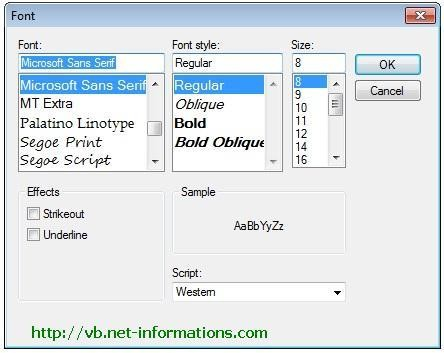 Font
Font: Font style: Size:
Microsoft Sans Serif Regular 8 OK
Microsoft Sans Serif Regular 8 Cancel
MT Extra Oblique 9
Palatino Linotype Bold 10
Segoe Print Bold Oblique 11
Segoe Script 12
14
16
Effects Sample
Strikeout AaBbYyZz
Underline
Script:
Western
http://vb.net-informations.com